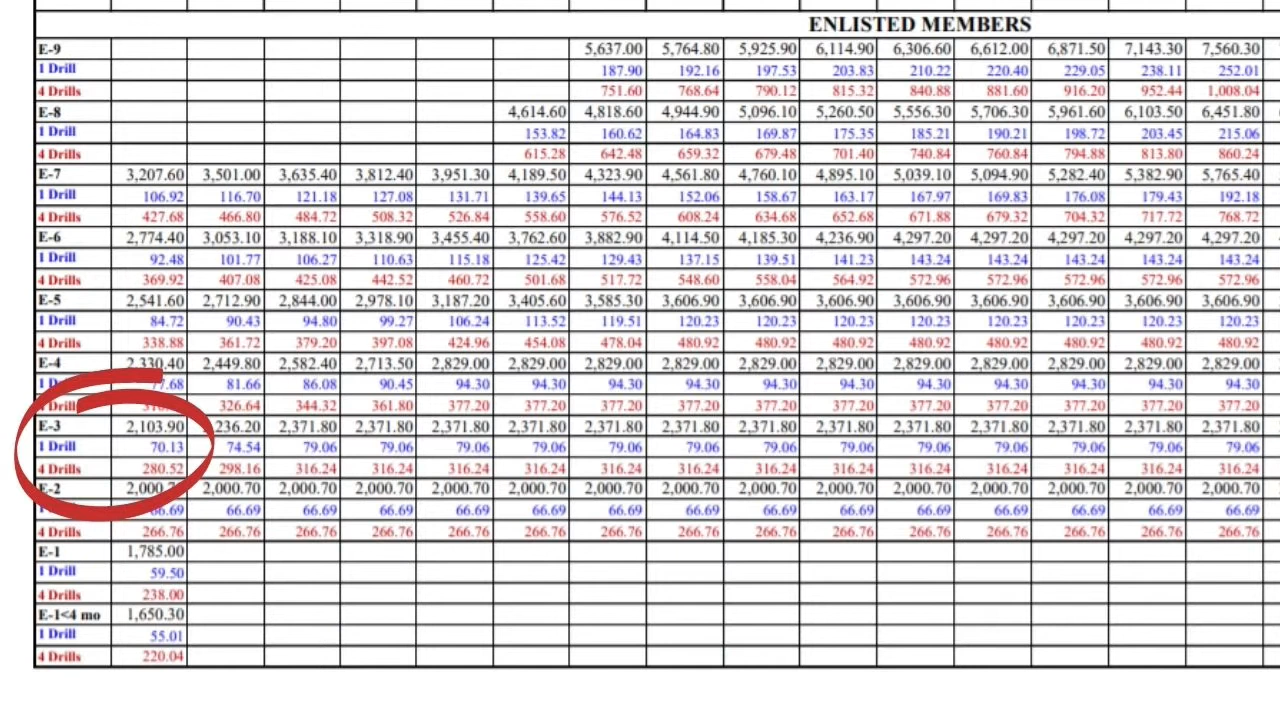 ENLISTED MEMBERS
E-9 5,637.00 5,764.80 5,925.90 6,114.90 6,306.60 6,612.00 6,871.50 7,143.30 7,560.30
1 Drill 187.90 192.16 197.53 203.83 210.22 220.40 229.05 238.11 252.01
4 Drills 751.60 768.64 790.12 815.32 840.88 881.60 916.20 952.44 1,008.04
E-8 4,614.60 4,818.60 4,944.90 5,096.10 5,260.50 5,556.30 5,706.30 5,961.60 6,103.50 6,451.80
1 Drill 153.82 160.62 164.83 169.87 175.35 185.21 190.21 198.72 203.45 215.06
4 Drills 615.28 642.48 659.32 679.48 701.40 740.84 760.84 794.88 813.80 860.24
E-7 3,207.60 3,501.00 3,635.40 3,812.40 3,951.30 4,189.50 4,323.90 4,561.80 4,760.10 4,895.10 5,039.10 5,094.90 5,282.40 5,382.90 5,765.40
1 Drill 106.92 116.70 121.18 127.08 131.71 139.65 144.13 152.06 158.67 163.17 167.97 169.83 176.08 179.43 192.18
4 Drills 427.68 466.80 484.72 508.32 526.84 558.60 576.52 608.24 634.68 652.68 671.88 679.32 704.32 717.72 768.72
E-6 2,774.40 3,053.10 3,188.10 3,318.90 3,455.40 3,762.60 3,882.90 4,114.50 4,185.30 4,236.90 4,297.20 4,297.20 4,297.20 4,297.20 4,297.20
1 Drill 92.48 101.77 106.27 110.63 115.18 125.42 129.43 137.15 139.51 141.23 143.24 143.24 143.24 143.24 143.24
4 Drills 369.92 407.08 425.08 442.52 460.72 501.68 517.72 548.60 558.04 564.92 572.96 572.96 572.96 572.96 572.96
E-5 2,541.60 2,712.90 2,844.00 2,978.10 3,187.20 3,405.60 3,585.30 3,606.90 3,606.90 3,606.90 3,606.90 3,606.90 3,606.90 3,606.90 3,606.90
1 Drill 84.72 90.43 94.80 99.27 106.24 113.52 119.51 120.23 120.23 120.23 120.23 120.23 120.23 120.23 120.23
4 Drills 338.88 361.72 379.20 397.08 424.96 454.08 478.04 480.92 480.92 480.92 480.92 480.92 480.92 480.92 480.92
E-4 2,330.40 2,449.80 2,582.40 2,713.50 2,829.00 2,829.00 2,829.00 2,829.00 2,829.00 2,829.00 2,829.00 2,829.00 2,829.00 2,829.00 2,829.00
81.66 86.08 90.45 94.30 94.30 94.30 94.30 94.30 94.30 94.30 94.30 94.30 94.30 94.30
326.64 344.32 361.80 377.20 377.20 377.20 377.20 377.20 377.20 377.20 377.20 377.20 377.20 377.20
E-3 2,103.90 2,371.80 2,371.80 2,371.80 2,371.80 2,371.80 2,371.80 2,371.80 2,371.80 2,371.80 2,371.80 2,371.80 2,371.80 2,371.80
1 Drill 70.13 74.54 79.06 79.06 79.06 79.06 79.06 79.06 79.06 79.06 79.06 79.06 79.06 79.06 79.06
4 Drills 280.52 298.16 316.24 316.24 316.24 316.24 316.24 316.24 316.24 316.24 316.24 316.24 316.24 316.24 316.24
E-2 2,000.70 2,000.70 2,000.70 2,000.70 2,000.70 2,000.70 2,000.70 2,000.70 2,000.70 2,000.70 2,000.70 2,000.70 2,000.70 2,000.70
66.69 66.69 66.69 66.69 66.69 66.69 66.69 66.69 66.69 66.69 66.69 66.69 66.69 66.69
4 Drills 266.76 266.76 266.76 266.76 266.76 266.76 266.76 266.76 266.76 266.76 266.76 266.76 266.76 266.76 266.76
E-1 1,785.00
1 Drill 59.50
4 Drills 238.00
E-1<4 mo 1,650.30
1 Drill 55.01
4 Drills 220.04